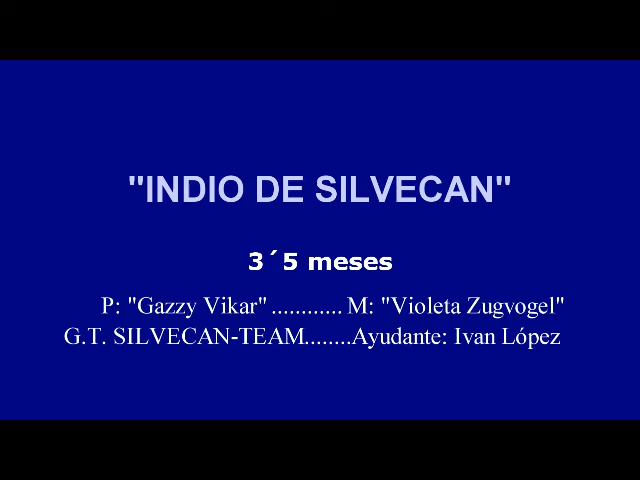 "INDIO DE SILVECAN"
3´5 meses
P: "Gazzy Vikar"............ M: "Violeta Zugvogel"
G.T. SILVECAN-TEAM........Ayudante: Ivan López